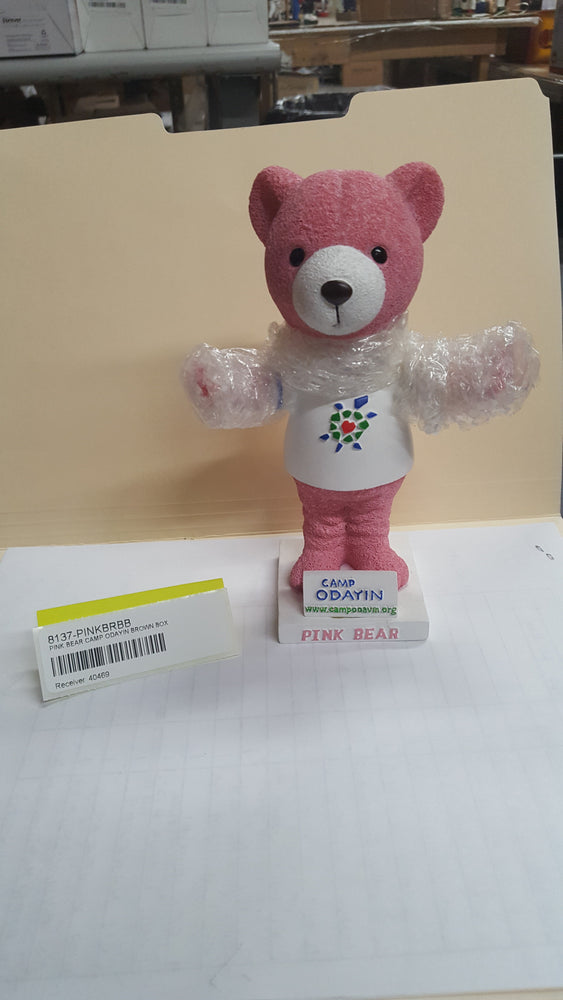 8137-PINKBRBB
PINK BEAR CAMP ODAYIN BROWN BOX
Receiver 40469
CAMP
ODAYIN
www.campodayin.org
PINK BEAR